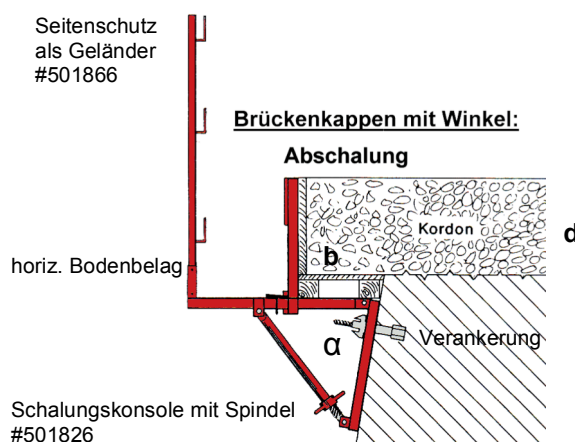 Seitenschutz
als Geländer
#501866
Brückenkappen mit Winkel:
Abschalung
Kordon
d
b
horiz. Bodenbelag
α
Verankerung
Schalungskonsole mit Spindel
#501826